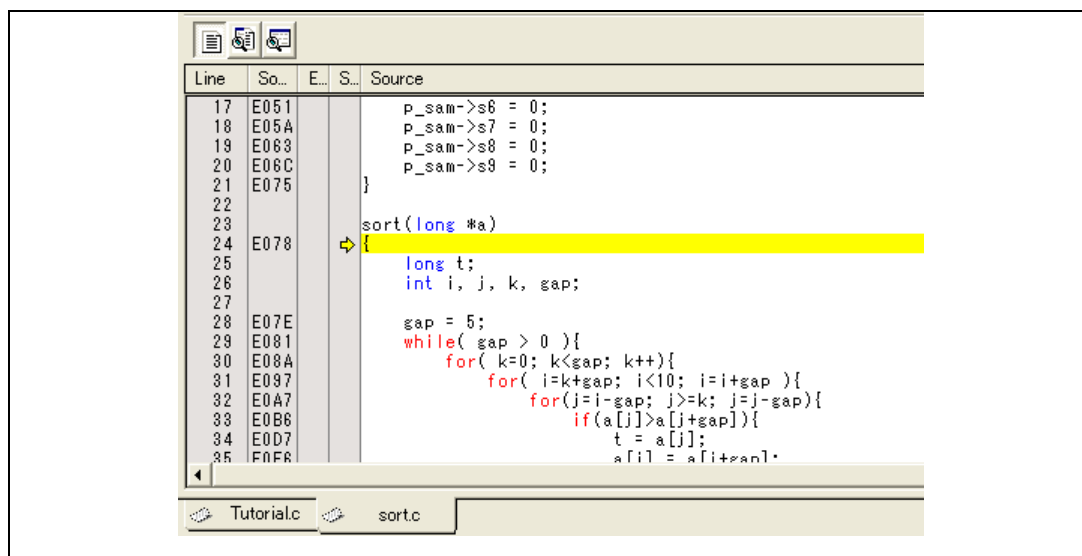 Line So... E... S... Source
17 E051 p_sam->s6 = 0;
18 E05A p_sam->s7 = 0;
19 E063 p_sam->s8 = 0;
20 E06C p_sam->s9 = 0;
21 E075 }
22
23 sort(long *a)
24 E078 {
25 long t;
26 int i, j, k, gap;
27
28 E07E gap = 5;
29 E081 while( gap > 0 ){
30 E08A for( k=0; k<gap; k++){
31 E097 for( i=k+gap; i<10; i=i+gap ){
32 E0A7 for(j=i-gap; j>=k; j=j-gap){
33 E0B6 if(a[j]>a[j+gap]){
34 E0D7 t = a[j];
35 E0E6 a[j] = a[j+gap];
Tutorial.c sort.c